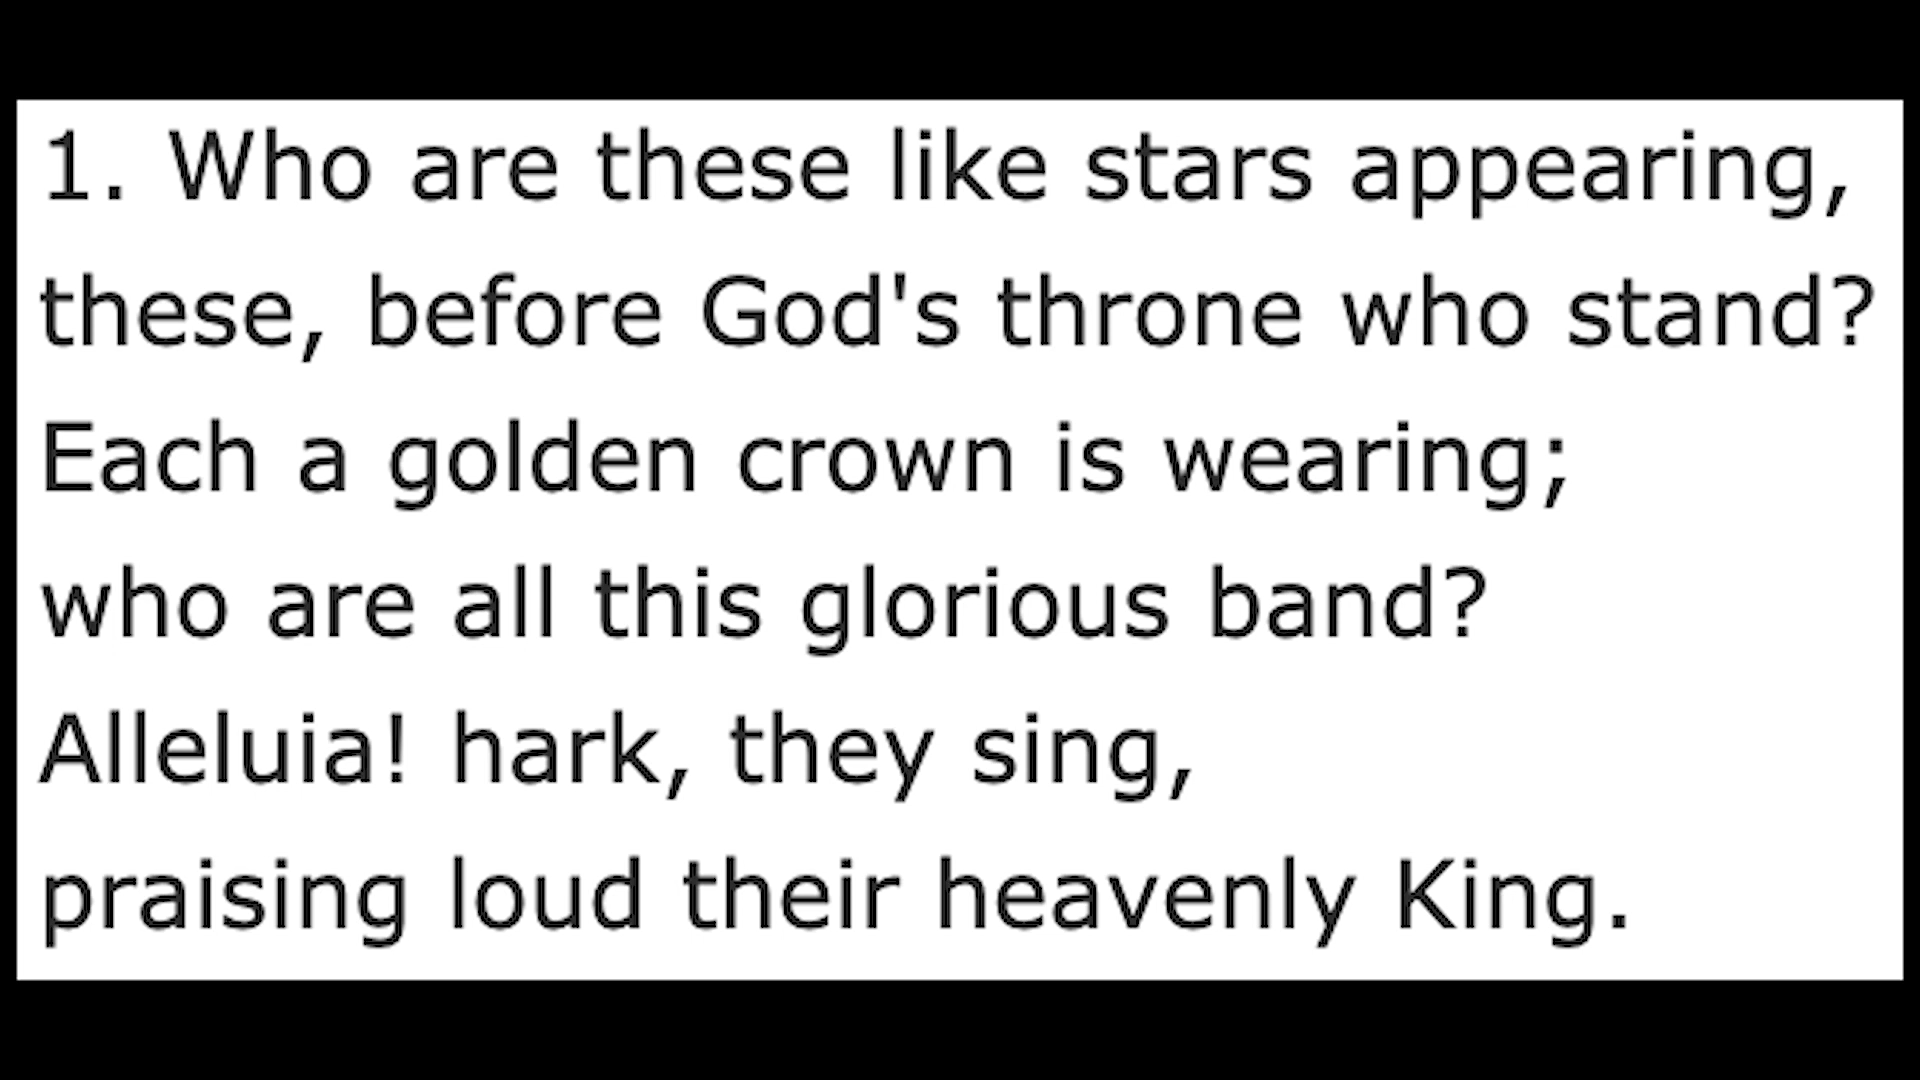 1. Who are these like stars appearing,
these, before God's throne who stand?
Each a golden crown is wearing;
who are all this glorious band?
Alleluia! hark, they sing,
praising loud their heavenly King.